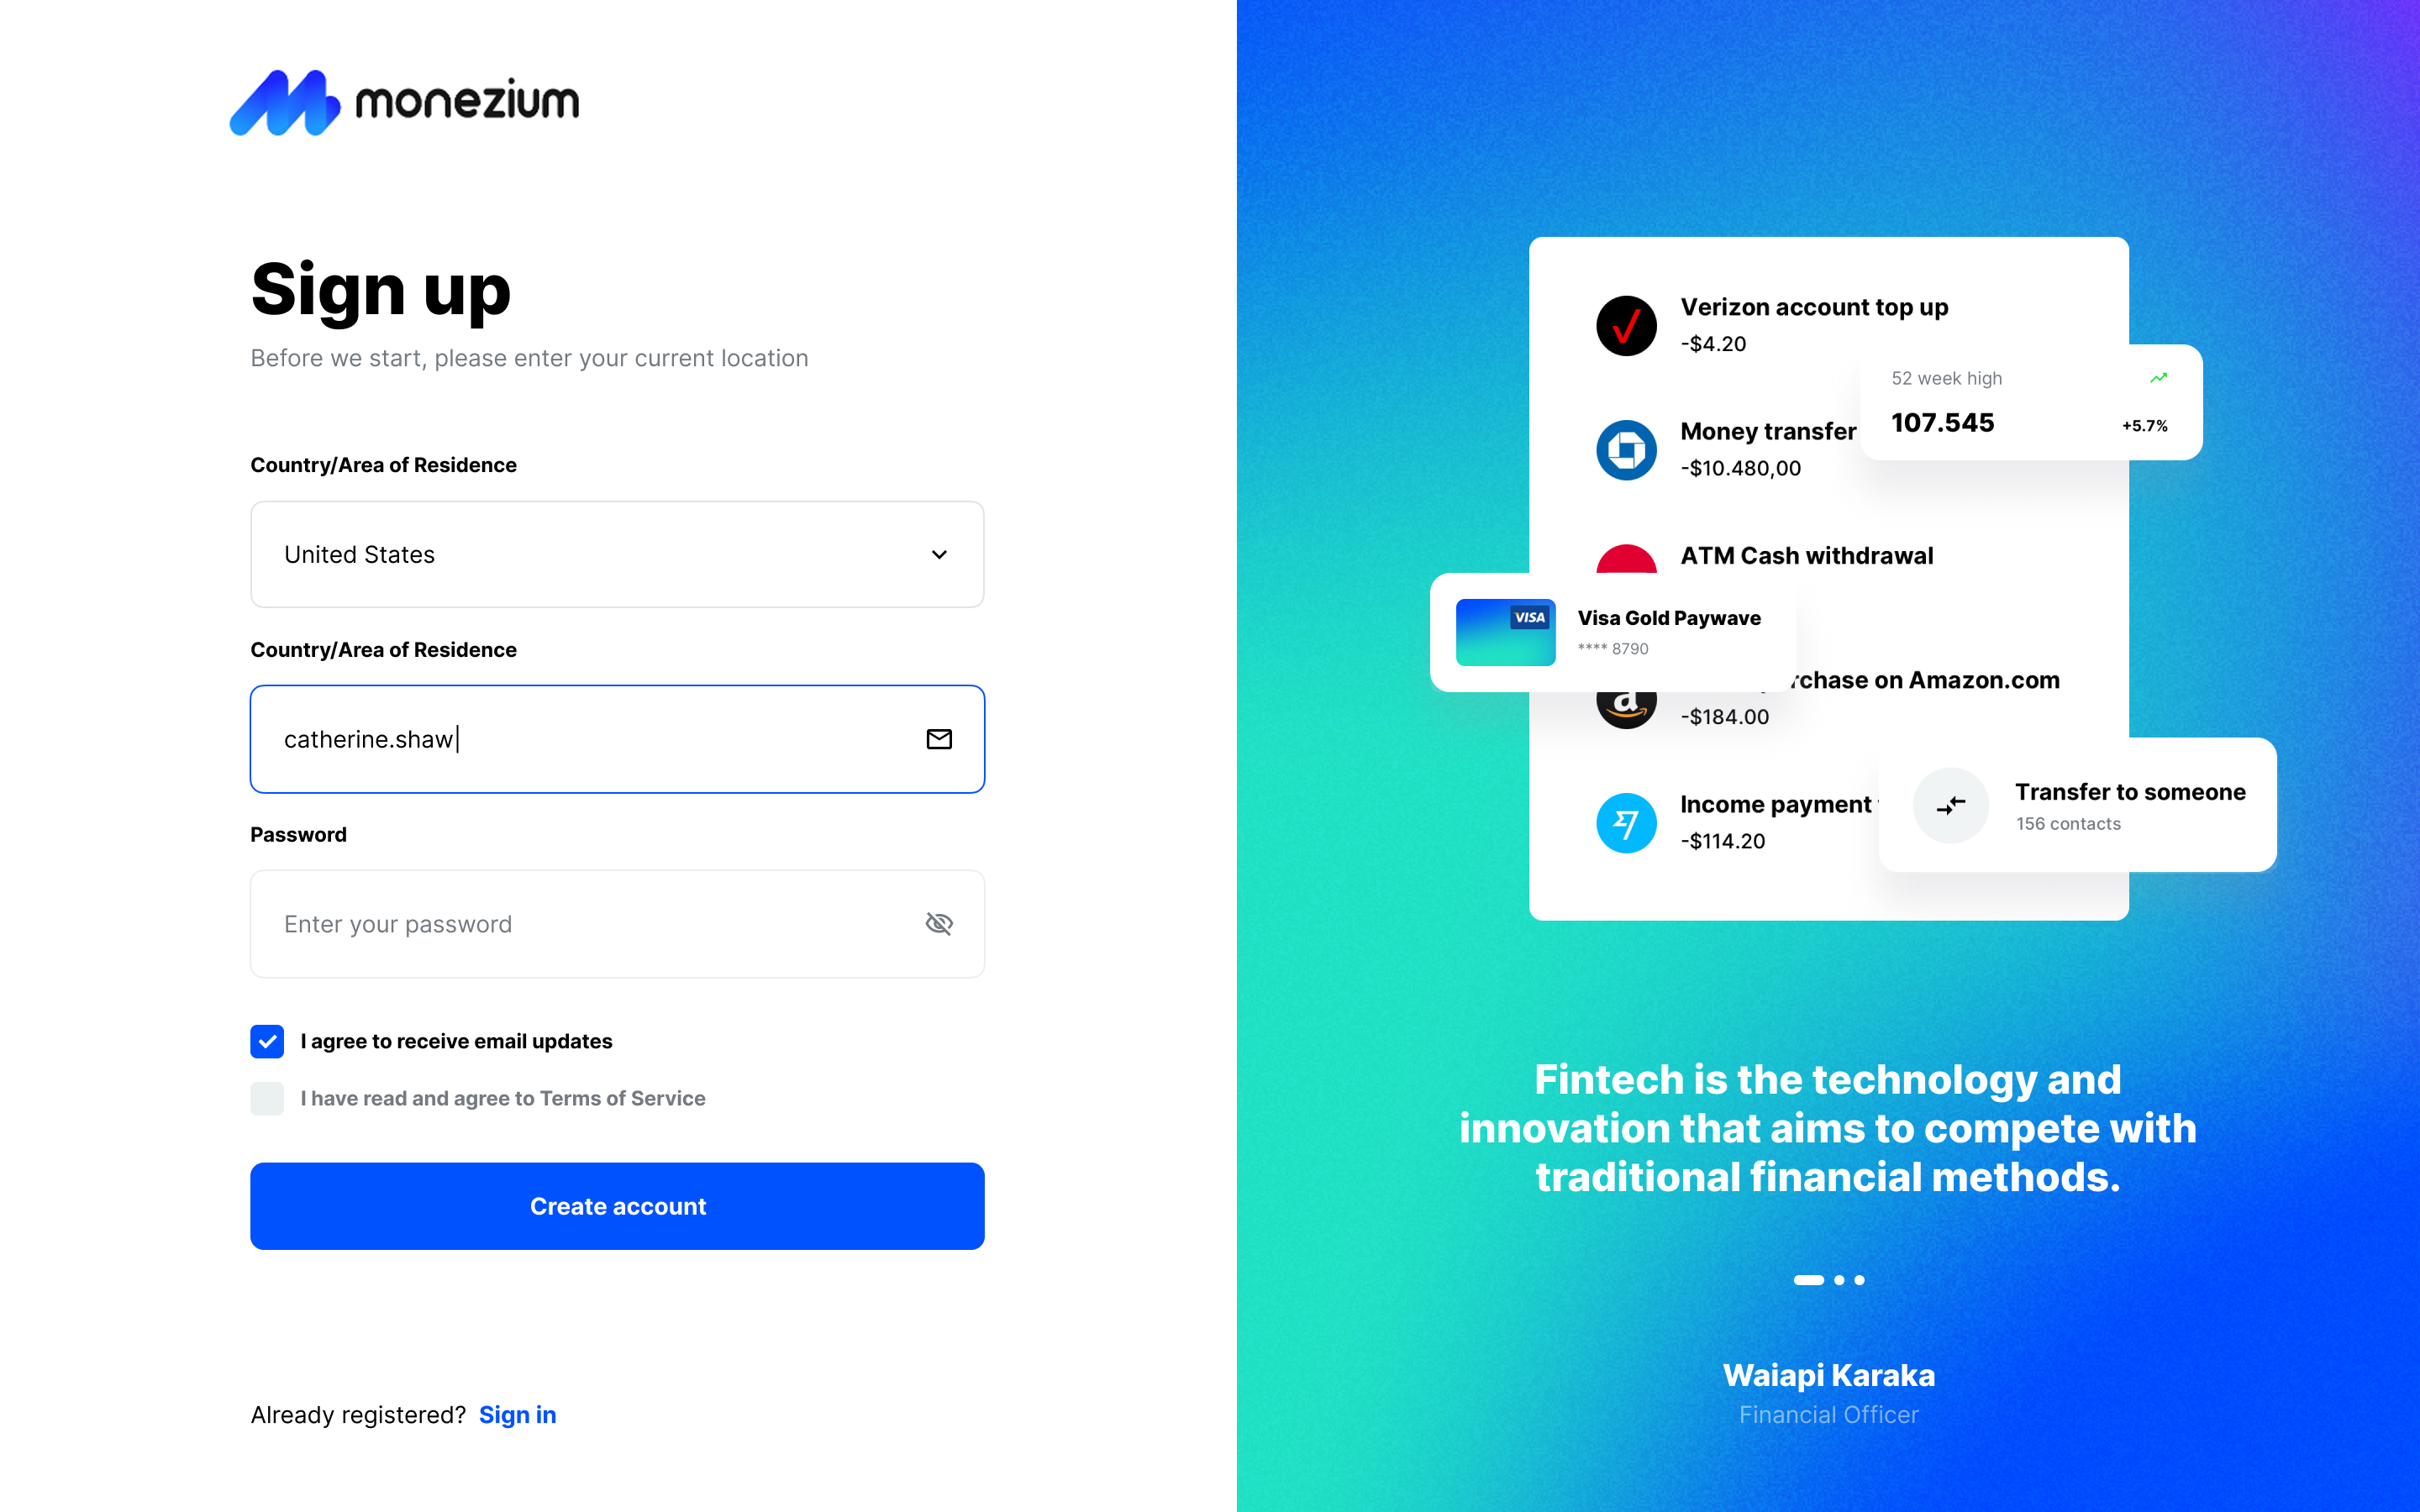 monezium
Sign up
Before we start, please enter your current location
Country/Area of Residence
United States
Country/Area of Residence
catherine.shaw
Password
Enter your password
I agree to receive email updates
I have read and agree to Terms of Service
Create account
Already registered? Sign in
Verizon account top up
-$4.20
52 week high
107.545
+5.7%
Money transfer
-$10.480,00
ATM Cash withdrawal
VISA
Visa Gold Paywave
**** 8790
on Amazon.com
-$184.00
Income payment
-$114.20
Transfer to someone
156 contacts
Fintech is the technology and
innovation that aims to compete with
traditional financial methods.
Waiapi Karaka
Financial Officer